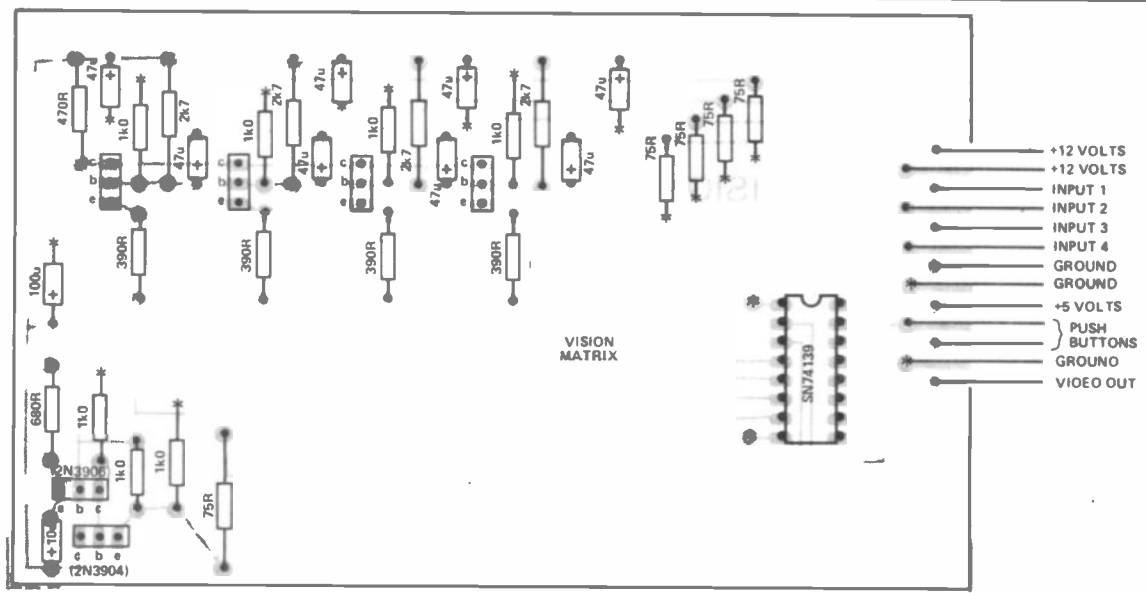 470R
47u
1k0
2k7
47u
1k0
2k7
47u
47u
1k0
2k7
47u
47u
1k0
2k7
47u
47u
75R
75R
75R
75R
c
b
e
c
b
e
c
b
e
c
b
e
390R
390R
390R
390R
100u
+12 VOLTS
+12 VOLTS
INPUT 1
INPUT 2
INPUT 3
INPUT 4
GROUND
GROUND
+5 VOLTS
PUSH
BUTTONS
GROUNO
VIOEO OUT
VISION
MATRIX
SN74139
680R
1k0
1k0
1k0
75R
(2N3906)
e b c
+10
c b e
(2N3904)